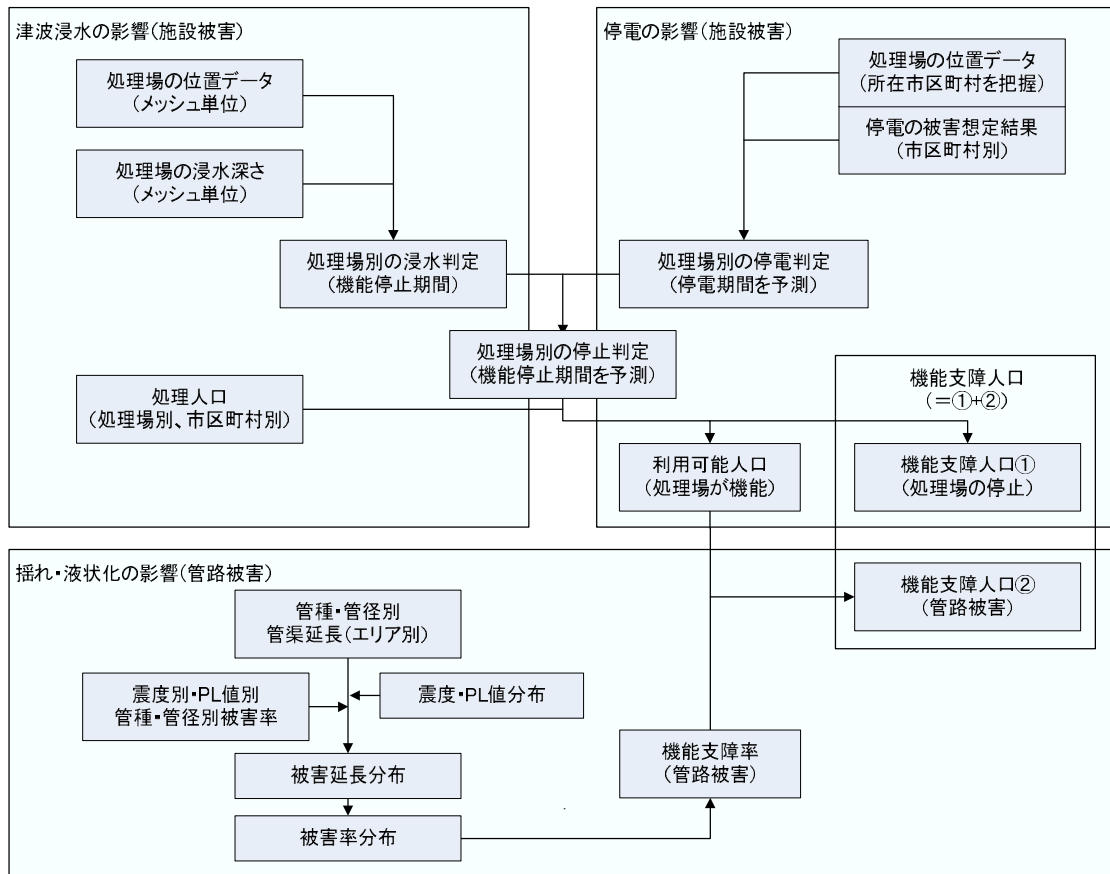 津波浸水の影響(施設被害)
処理場の位置データ
(メッシュ単位)
処理場の浸水深さ
(メッシュ単位)
処理場別の浸水判定
(機能停止期間)
停電の影響(施設被害)
処理場の位置データ
(所在市区町村を把握)
停電の被害想定結果
(市区町村別)
処理場別の停電判定
(停電期間を予測)
処理場別の停止判定
(機能停止期間を予測)
処理人口
(処理場別、市区町村別)
機能支障人口
(=①+②)
利用可能人口
(処理場が機能)
機能支障人口①
(処理場の停止)
揺れ・液状化の影響(管路被害)
機能支障人口②
(管路被害)
管種・管径別
管渠延長(エリア別)
震度別・PL値別
管種・管径別被害率
震度・PL値分布
被害延長分布
被害率分布
機能支障率
(管路被害)